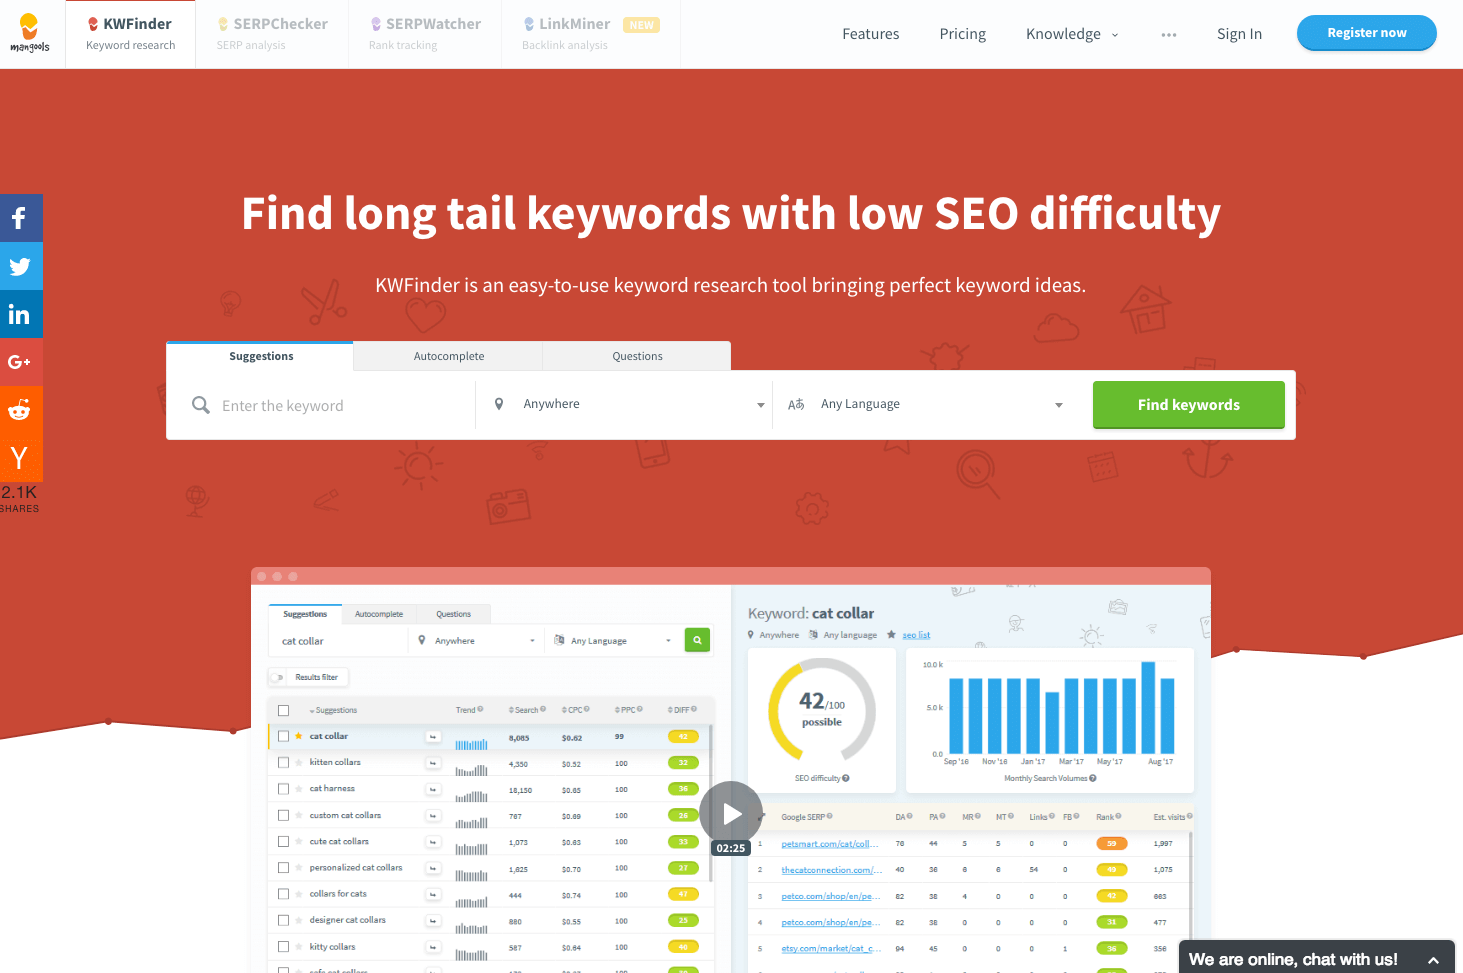 mangools
KWFinder
Keyword research
SERPChecker
SERP analysis
SERPWatcher
Rank tracking
LinkMiner NEW
Backlink analysis
Features
Pricing
Knowledge
Sign In
Register now
Find long tail keywords with low SEO difficulty
KWFinder is an easy-to-use keyword research tool bringing perfect keyword ideas.
Suggestions
Autocomplete
Questions
Enter the keyword
Anywhere
Any Language
Find keywords
2.1K
SHARES
Suggestions Autocomplete Questions
cat collar Anywhere Any Language
Results filter
Suggestions Trend Search CPC PPC DIFF
cat collar 8,085 $0.62 99 42
kitten collars 4,350 $0.52 100 32
cat harness 18,150 $0.65 100 36
custom cat collars 767 $0.69 100 26
cute cat collars 1,073 $0.63 100 33
personalized cat collars 1,625 $0.70 100 27
collars for cats 444 $0.74 100 47
designer cat collars 880 $0.55 100 25
kitty collars 587 $0.64 100 40
02:25
Keyword: cat collar
Anywhere Any language seo list
42/100
possible
SEO difficulty
10.0 k
5.0 k
0.0
Sep '16 Nov '16 Jan '17 Mar '17 May '17 Aug '17
Monthly Search Volumes
Google SERP DA PA MR MT Links FB Rank Est. visits
1 petsmart.com/cat/coll... 76 44 5 5 0 0 59 1,997
2 thecatconnection.com/... 40 36 6 6 54 0 49 1,075
3 petco.com/shop/en/pe... 82 38 4 0 0 0 42 663
4 petco.com/shop/en/pe... 82 38 0 0 0 0 31 477
5 etsy.com/market/cat_c... 94 45 0 0 0 1 36 356
We are online, chat with us!